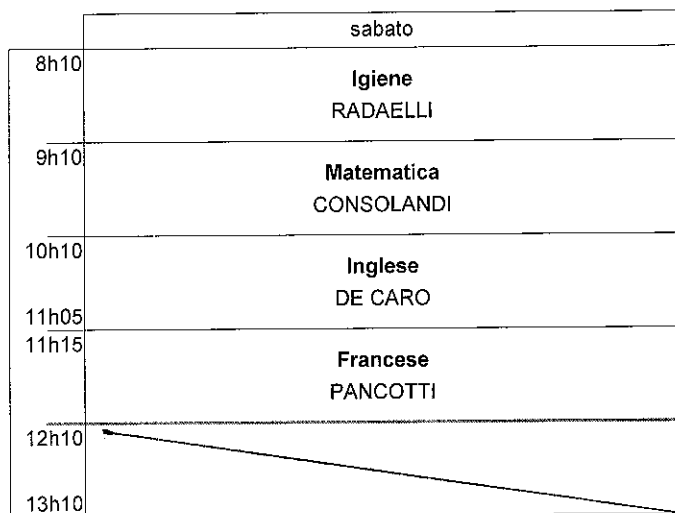 sabato
8h10
Igiene
RADAELLI
9h10
Matematica
CONSOLANDI
10h10
Inglese
DE CARO
11h05
11h15
Francese
PANCOTTI
12h10
13h10